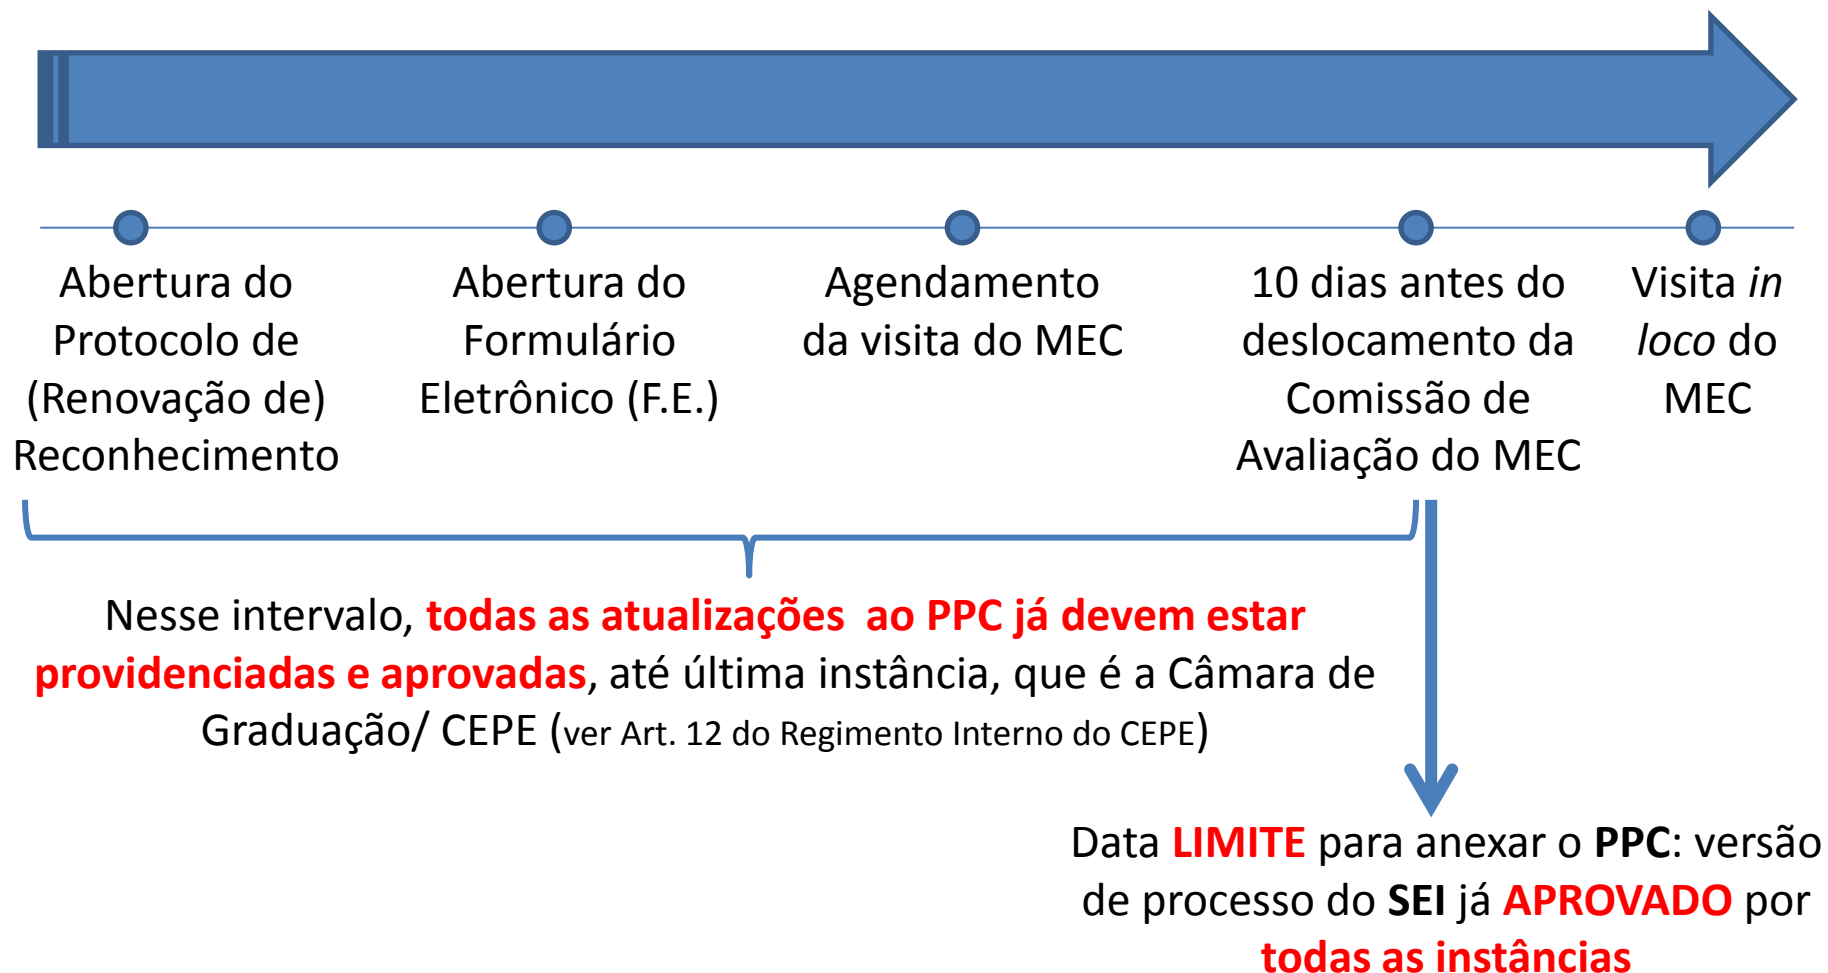 Abertura do
Protocolo de
(Renovação de)
Reconhecimento
Abertura do
Formulário
Eletrônico (F.E.)
Agendamento
da visita do MEC
10 dias antes do
deslocamento da
Comissão de
Avaliação do MEC
Visita in
loco do
MEC
Nesse intervalo, todas as atualizações  ao PPC já devem estar
providenciadas e aprovadas, até última instância, que é a Câmara de
Graduação/ CEPE (ver Art. 12 do Regimento Interno do CEPE)
Data LIMITE para anexar o PPC: versão
de processo do SEI já APROVADO por
todas as instâncias